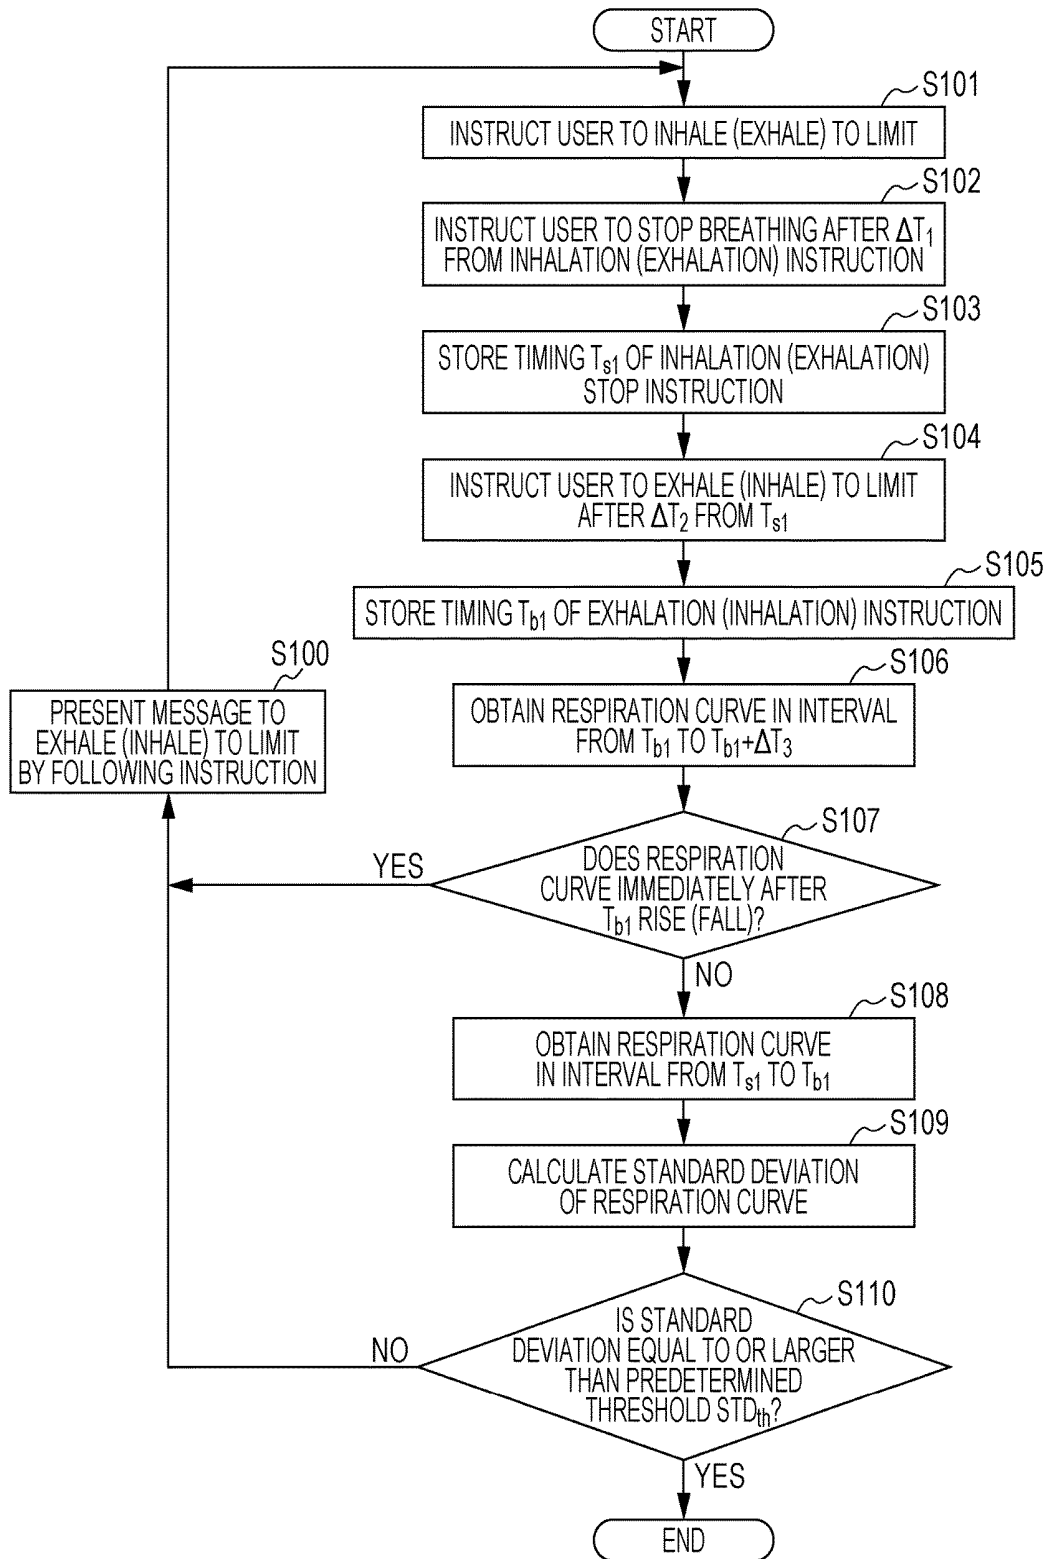 START
S101
INSTRUCT USER TO INHALE (EXHALE) TO LIMIT
S102
INSTRUCT USER TO STOP BREATHING AFTER ΔT1
FROM INHALATION (EXHALATION) INSTRUCTION
S103
STORE TIMING Ts1 OF INHALATION (EXHALATION)
STOP INSTRUCTION
S104
INSTRUCT USER TO EXHALE (INHALE) TO LIMIT
AFTER ΔT2 FROM Ts1
S105
STORE TIMING Tb1 OF EXHALATION (INHALATION) INSTRUCTION
S100
PRESENT MESSAGE TO
EXHALE (INHALE) TO LIMIT
BY FOLLOWING INSTRUCTION
S106
OBTAIN RESPIRATION CURVE IN INTERVAL
FROM Tb1 TO Tb1+ΔT3
S107
YES
DOES RESPIRATION
CURVE IMMEDIATELY AFTER
Tb1 RISE (FALL)?
NO
S108
OBTAIN RESPIRATION CURVE
IN INTERVAL FROM Ts1 TO Tb1
S109
CALCULATE STANDARD DEVIATION
OF RESPIRATION CURVE
S110
NO
IS STANDARD
DEVIATION EQUAL TO OR LARGER
THAN PREDETERMINED
THRESHOLD STDth?
YES
END